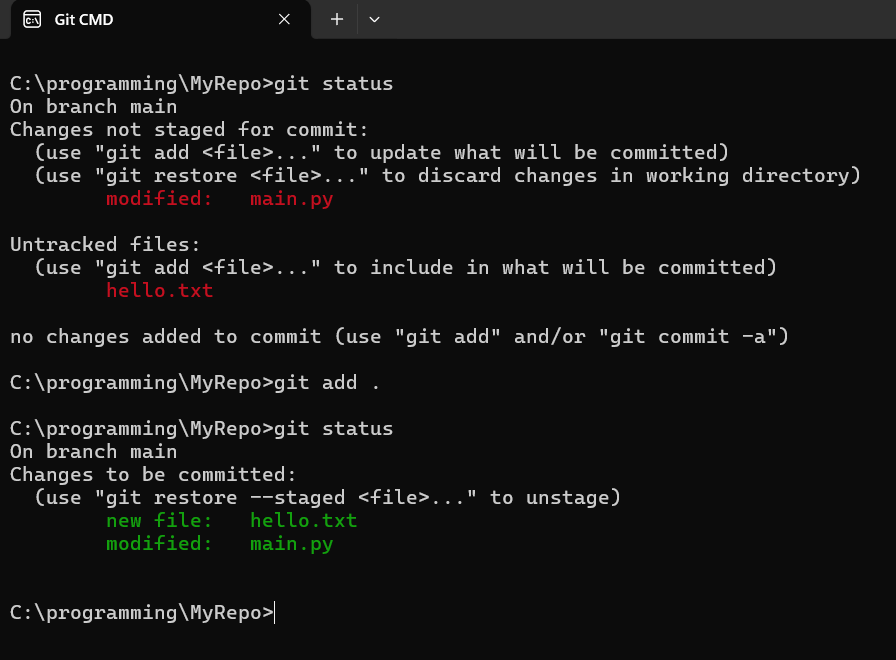 Git CMD
C:\programming\MyRepo>git status
On branch main
Changes not staged for commit:
  (use "git add <file>..." to update what will be committed)
  (use "git restore <file>..." to discard changes in working directory)
        modified:   main.py

Untracked files:
  (use "git add <file>..." to include in what will be committed)
        hello.txt

no changes added to commit (use "git add" and/or "git commit -a")

C:\programming\MyRepo>git add .

C:\programming\MyRepo>git status
On branch main
Changes to be committed:
  (use "git restore --staged <file>..." to unstage)
        new file:   hello.txt
        modified:   main.py

C:\programming\MyRepo>